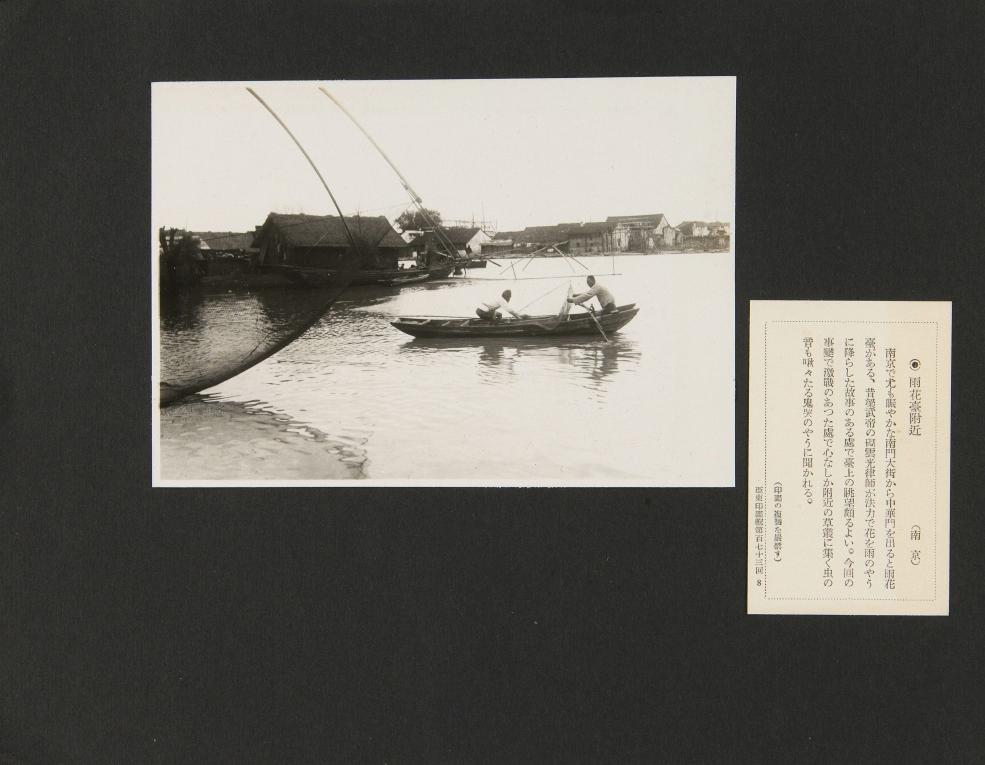 ◉ 雨花臺附近 (南京)
南京で尤も賑やかな南門大街から中華門を出ると雨花
臺がある、昔梁武帝の時雲光律師が法力で花を雨のやう
に降らした故事のある處で臺上の眺望頗るよい。今回の
事變で激戰のあつた處で心なしか附近の草叢に集く虫の
音も啾々たる鬼哭のやうに聞かれる。
(印畫の複製を嚴禁す)
亞東印畫輯第百七十三回 8